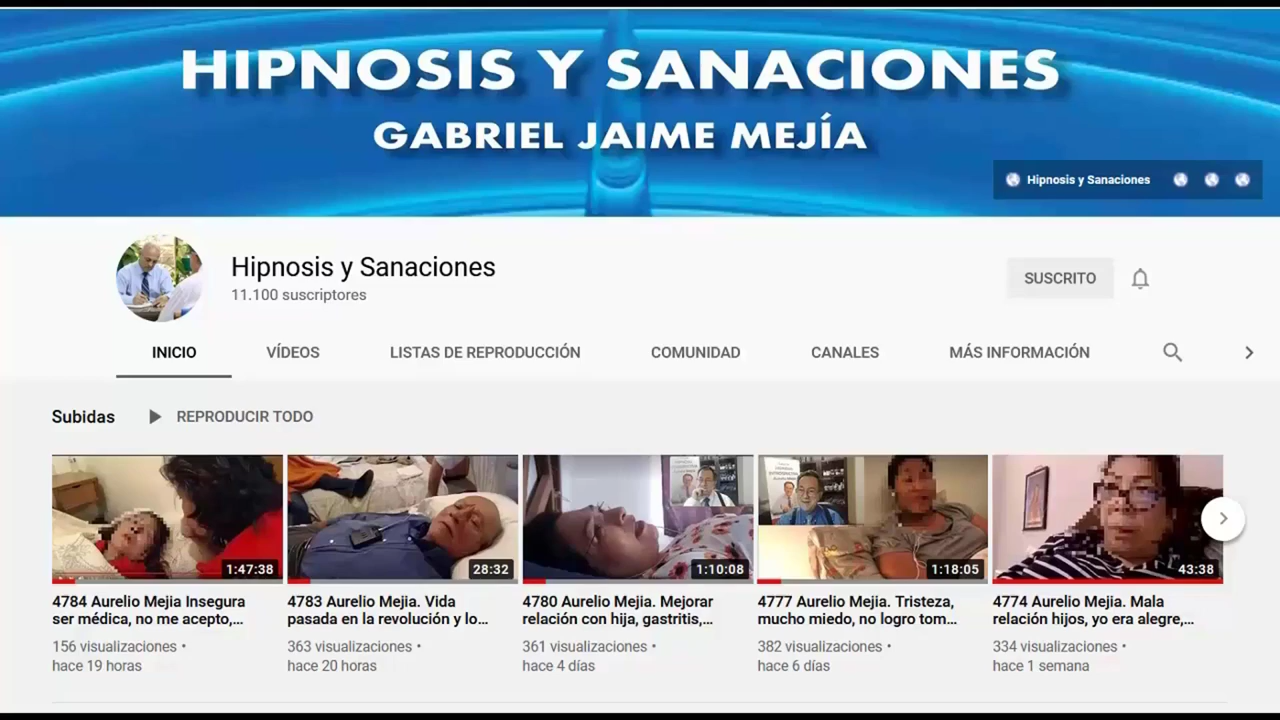 HIPNOSIS Y SANACIONES
GABRIEL JAIME MEJÍA
Hipnosis y Sanaciones
Hipnosis y Sanaciones
11.100 suscriptores
SUSCRITO
INICIO VÍDEOS LISTAS DE REPRODUCCIÓN COMUNIDAD CANALES MÁS INFORMACIÓN
Subidas REPRODUCIR TODO
1:47:38
4784 Aurelio Mejia Insegura
ser médica, no me acepto,...
156 visualizaciones •
hace 19 horas
28:32
4783 Aurelio Mejia. Vida
pasada en la revolución y lo...
363 visualizaciones •
hace 20 horas
1:10:08
4780 Aurelio Mejia. Mejorar
relación con hija, gastritis,...
361 visualizaciones •
hace 4 días
1:18:05
4777 Aurelio Mejia. Tristeza,
mucho miedo, no logro tom...
382 visualizaciones •
hace 6 días
43:38
4774 Aurelio Mejia. Mala
relación hijos, yo era alegre,...
334 visualizaciones •
hace 1 semana